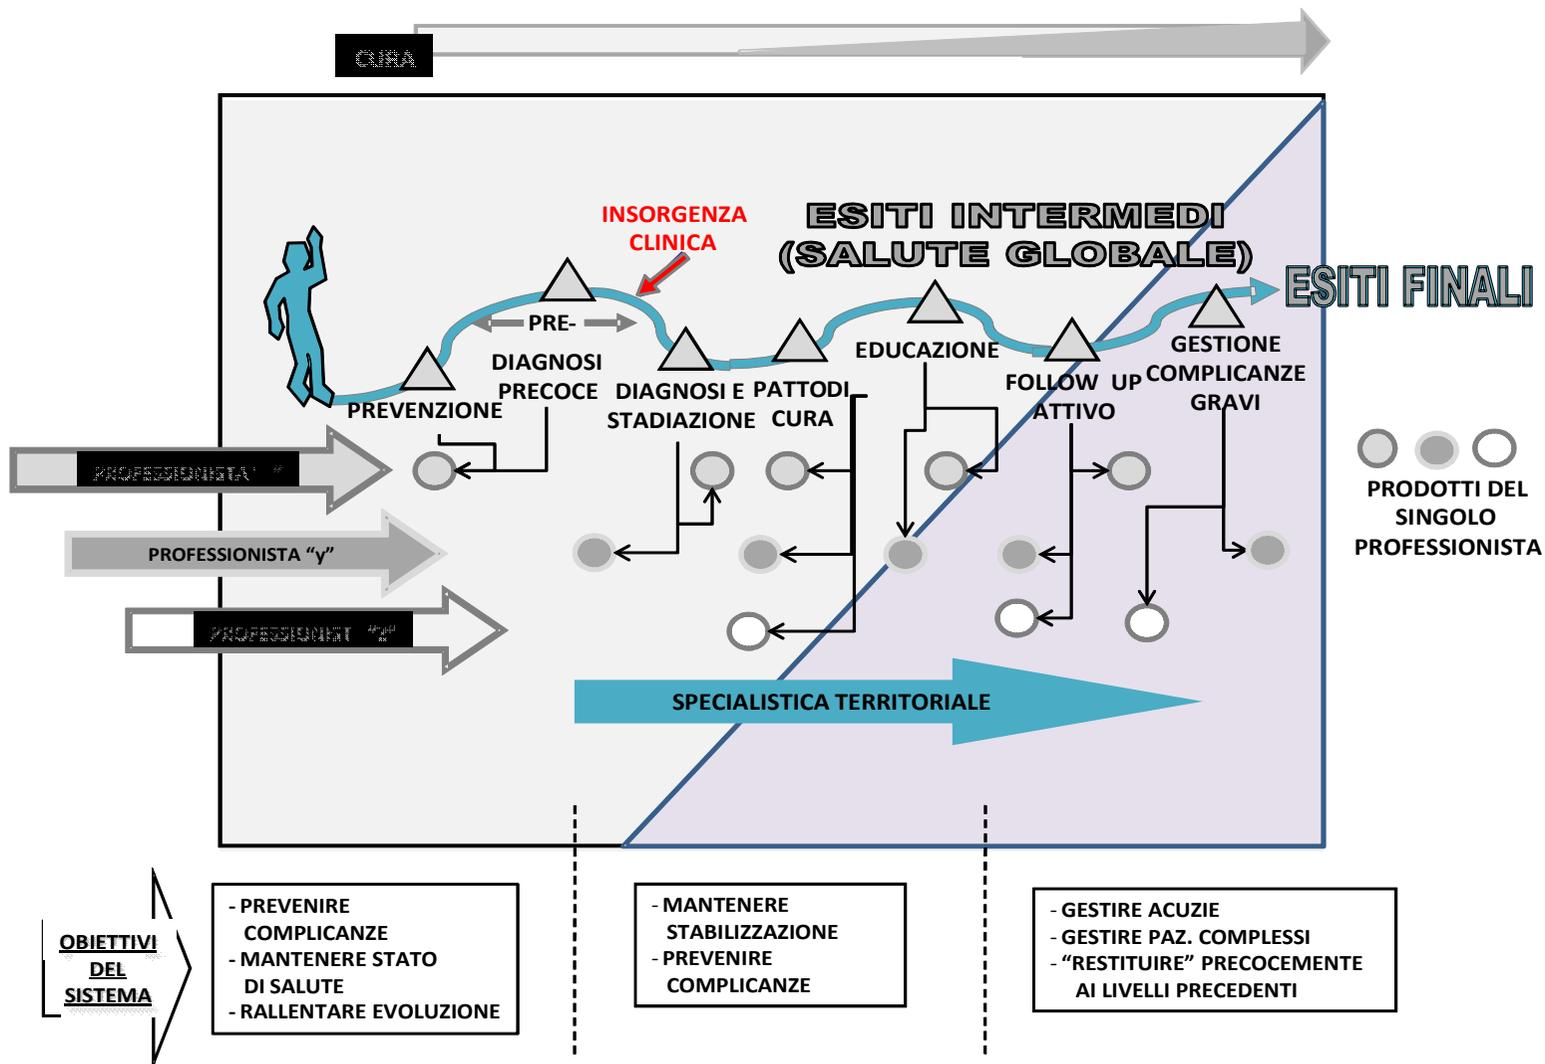 CURA
INSORGENZA
CLINICA
ESITI INTERMEDI
(SALUTE GLOBALE)
ESITI FINALI
PRE-
DIAGNOSI
PRECOCE
PREVENZIONE
DIAGNOSI E
STADIAZIONE
PATTODI
CURA
EDUCAZIONE
FOLLOW UP
ATTIVO
GESTIONE
COMPLICANZE
GRAVI
PROFESSIONISTA
PROFESSIONISTA "y"
PROFESSIONIST "z"
PRODOTTI DEL
SINGOLO
PROFESSIONISTA
SPECIALISTICA TERRITORIALE
OBIETTIVI
DEL
SISTEMA
- PREVENIRE
COMPLICANZE
- MANTENERE STATO
DI SALUTE
- RALLENTARE EVOLUZIONE
- MANTENERE
STABILIZZAZIONE
- PREVENIRE
COMPLICANZE
- GESTIRE ACUZIE
- GESTIRE PAZ. COMPLESSI
- "RESTITUIRE" PRECOCEMENTE
AI LIVELLI PRECEDENTI